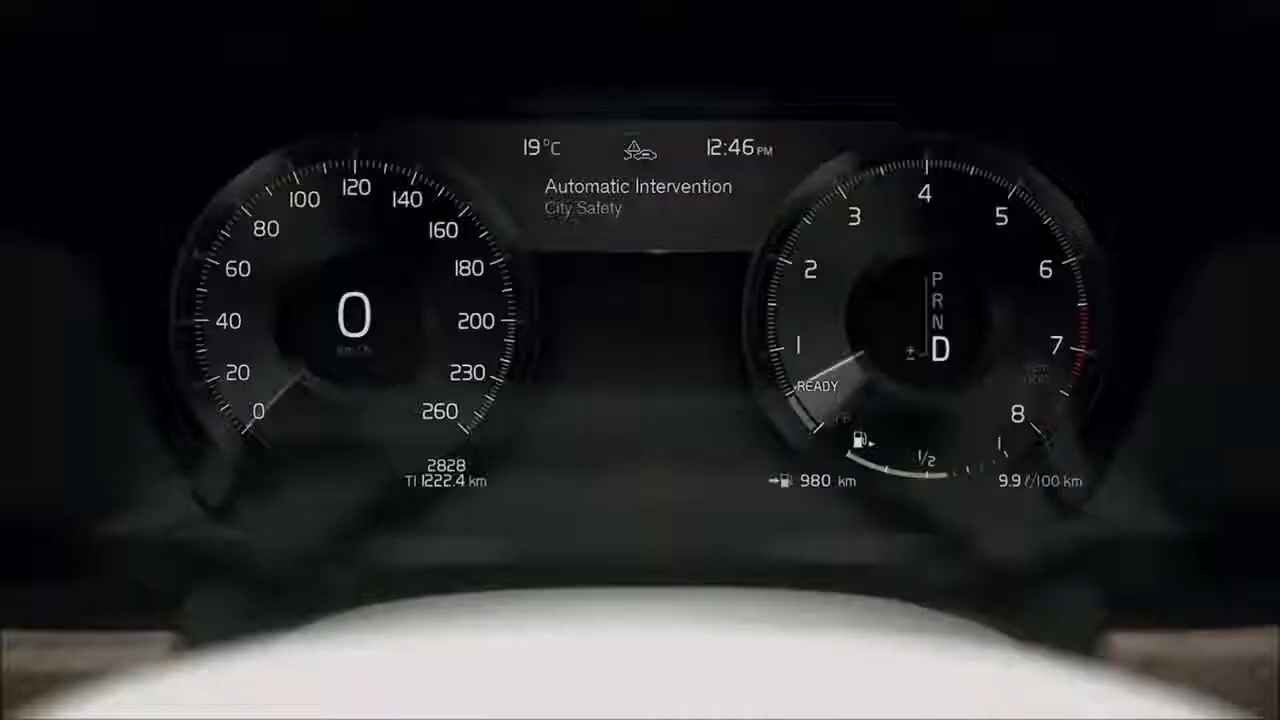 19°C 12:46 PM
Automatic Intervention
City Safety
0 20 40 60 80 100 120 140 160 180 200 230 260
0
1 2 3 4 5 6 7 8
P
R
N
D
±
READY
1/2 1
2828
TI 1222.4 km
980 km
9.9 ℓ/100 km